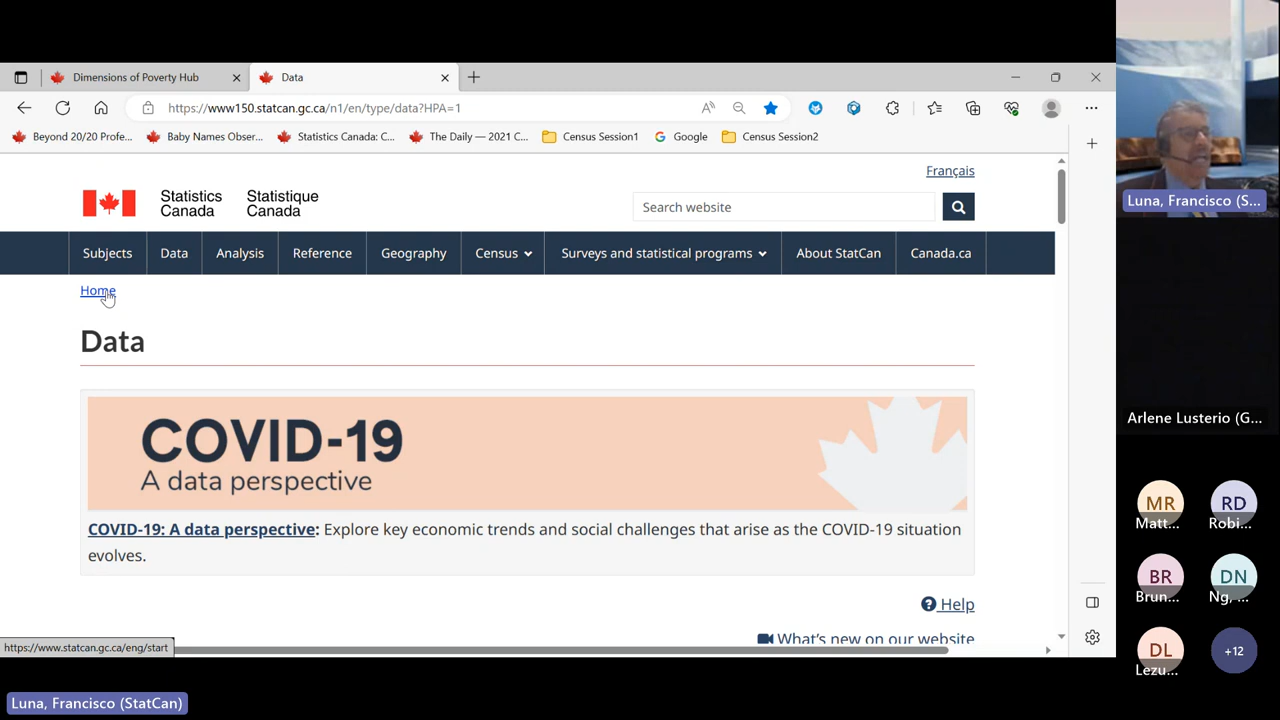 Dimensions of Poverty Hub
Data
https://www150.statcan.gc.ca/n1/en/type/data?HPA=1
Beyond 20/20 Profe...
Baby Names Obser...
Statistics Canada: C...
The Daily — 2021 C...
Census Session1
Google
Census Session2
Français
Statistics Canada
Statistique Canada
Search website
Subjects
Data
Analysis
Reference
Geography
Census
Surveys and statistical programs
About StatCan
Canada.ca
Home
Data
COVID-19
A data perspective
COVID-19: A data perspective: Explore key economic trends and social challenges that arise as the COVID-19 situation
evolves.
Help
What's new on our website
https://www.statcan.gc.ca/eng/start
Luna, Francisco (StatCan)
Luna, Francisco (S...
Arlene Lusterio (G...
MR
Matt...
RD
Robi...
BR
Brun...
DN
Ng, ...
DL
Lezu...
+12